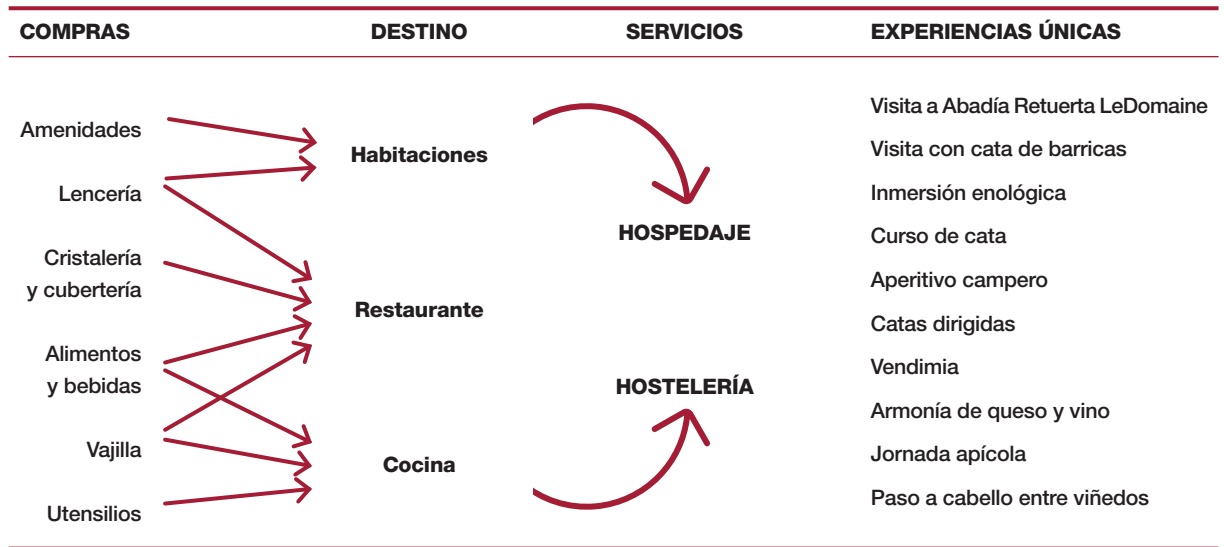 COMPRAS
DESTINO
SERVICIOS
EXPERIENCIAS ÚNICAS
Amenidades
Lencería
Cristalería
y cubertería
Alimentos
y bebidas
Vajilla
Utensilios
Habitaciones
Restaurante
Cocina
HOSPEDAJE
HOSTELERÍA
Visita a Abadía Retuerta LeDomaine
Visita con cata de barricas
Inmersión enológica
Curso de cata
Aperitivo campero
Catas dirigidas
Vendimia
Armonía de queso y vino
Jornada apícola
Paso a cabello entre viñedos